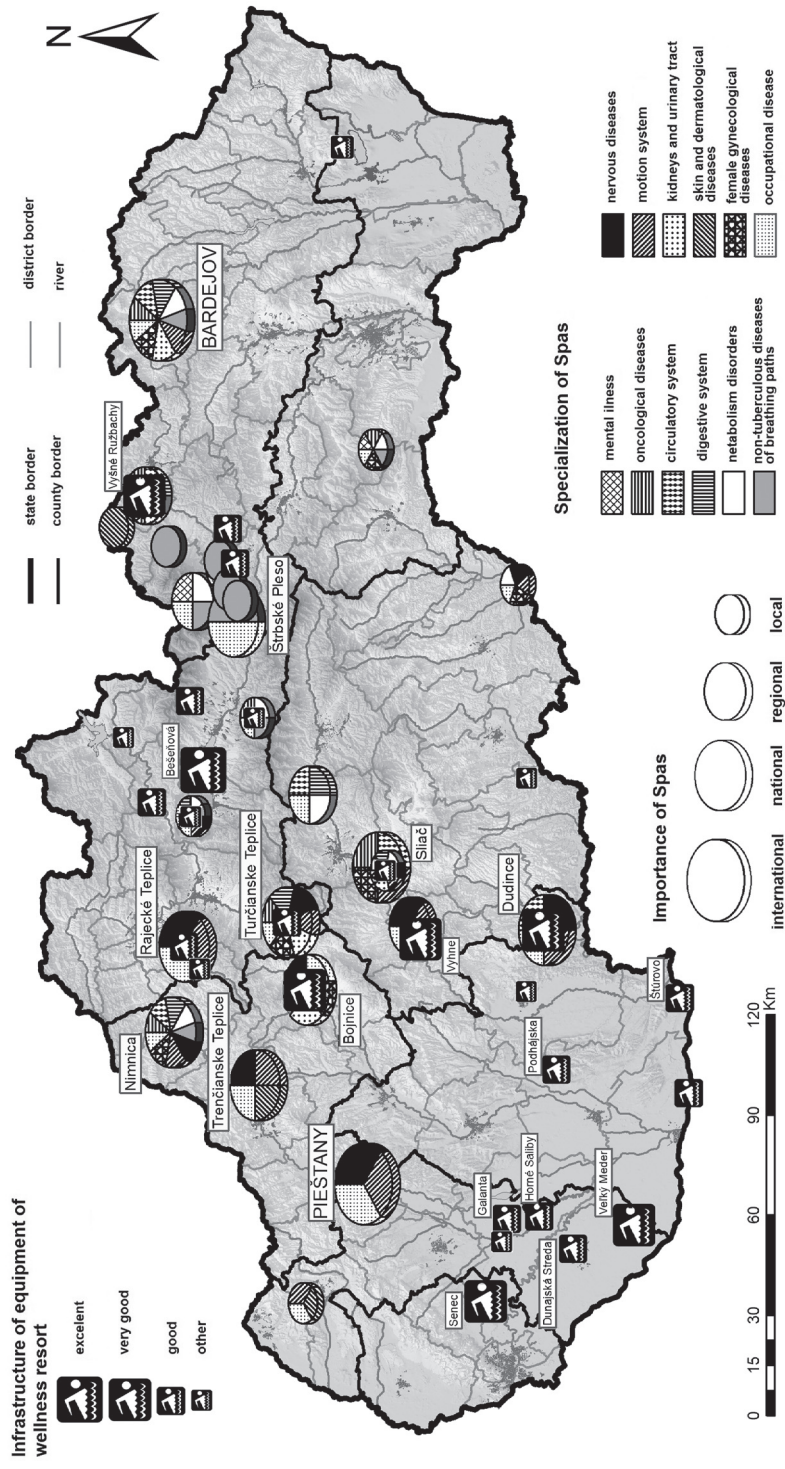 Infrastructure of equipment of
wellness resort
excelent
very good
good
other
state border
county border
district border
river
N
Vyšné Ružbachy
BARDEJOV
Štrbské Pleso
Bešeňová
Rajecké Teplice
Turčianske Teplice
Nimnica
Trenčianske Teplice
Bojnice
Sliač
Vyhne
Dudince
PIEŠŤANY
Galanta
Horné Saliby
Podhájska
Štúrovo
Senec
Dunajská Streda
Veľký Meder
0 15 30 60 90 120 Km
Importance of Spas
international
national
regional
local
Specialization of Spas
mental ilness
oncological diseases
circulatory system
digestive system
netabolism disorders
non-tuberculous diseases
of breathing paths
nervous diseases
motion system
kidneys and urinary tract
skin and dermatological
diseases
female gynecological
diseases
occupational disease